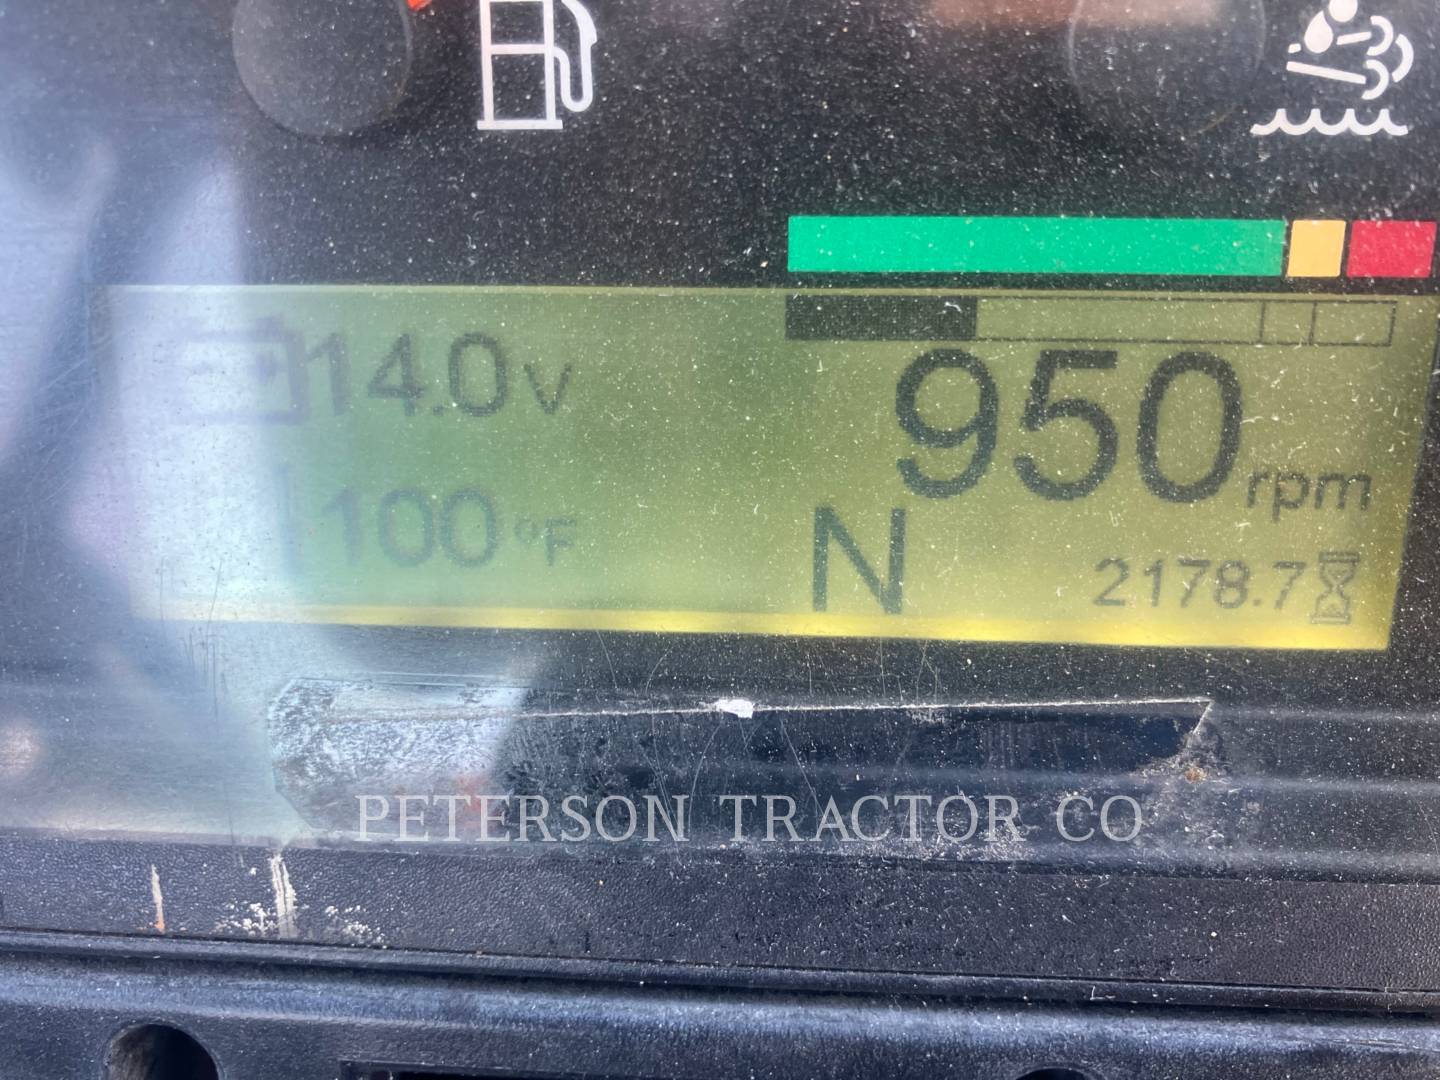 14.0V
950 rpm
100 °F
N
2178.7
PETERSON TRACTOR CO